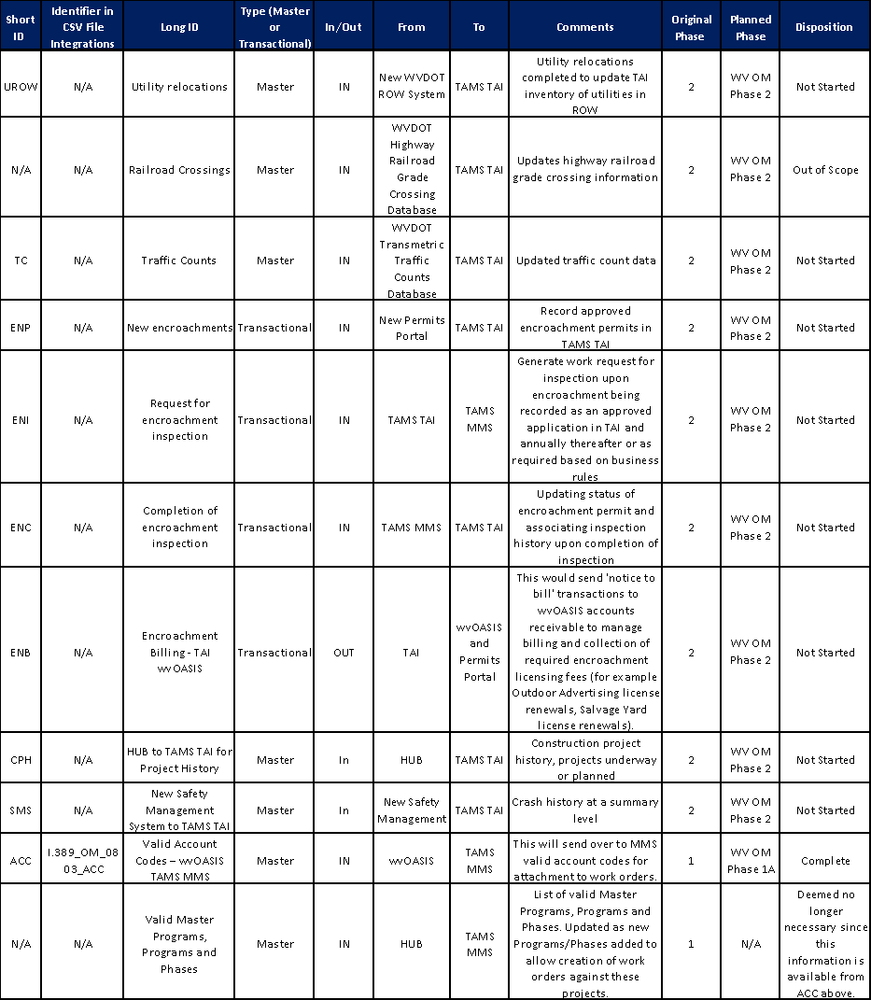 Short ID | Identifier in CSV File Integrations | Long ID | Type (Master or Transactional) | In/Out | From | To | Comments | Original Phase | Planned Phase | Disposition
UROW | N/A | Utility relocations | Master | IN | New WVDOT ROW System | TAMS TAI | Utility relocations completed to update TAI inventory of utilities in ROW | 2 | WV OM Phase 2 | Not Started
N/A | N/A | Railroad Crossings | Master | IN | WVDOT Highway Railroad Grade Crossing Database | TAMS TAI | Updates highway railroad grade crossing information | 2 | WV OM Phase 2 | Out of Scope
TC | N/A | Traffic Counts | Master | IN | WVDOT Transmetric Traffic Counts Database | TAMS TAI | Updated traffic count data | 2 | WV OM Phase 2 | Not Started
ENP | N/A | New encroachments | Transactional | IN | New Permits Portal | TAMS TAI | Record approved encroachment permits in TAMS TAI | 2 | WV OM Phase 2 | Not Started
ENI | N/A | Request for encroachment inspection | Transactional | IN | TAMS TAI | TAMS MMS | Generate work request for inspection upon encroachment being recorded as an approved application in TAI and annually thereafter or as required based on business rules | 2 | WV OM Phase 2 | Not Started
ENC | N/A | Completion of encroachment inspection | Transactional | IN | TAMS MMS | TAMS TAI | Updating status of encroachment permit and associating inspection history upon completion of inspection | 2 | WV OM Phase 2 | Not Started
ENB | N/A | Encroachment Billing - TAI wvOASIS | Transactional | OUT | TAI | wvOASIS and Permits Portal | This would send 'notice to bill' transactions to wvOASIS accounts receivable to manage billing and collection of required encroachment licensing fees (for example Outdoor Advertising license renewals, Salvage Yard license renewals). | 2 | WV OM Phase 2 | Not Started
CPH | N/A | HUB to TAMS TAI for Project History | Master | In | HUB | TAMS TAI | Construction project history, projects underway or planned | 2 | WV OM Phase 2 | Not Started
SMS | N/A | New Safety Management System to TAMS TAI | Master | In | New Safety Management | TAMS TAI | Crash history at a summary level | 2 | WV OM Phase 2 | Not Started
ACC | I.389_OM_0803_ACC | Valid Account Codes – wvOASIS TAMS MMS | Master | IN | wvOASIS | TAMS MMS | This will send over to MMS valid account codes for attachment to work orders. | 1 | WV OM Phase 1A | Complete
N/A | N/A | Valid Master Programs, Programs and Phases | Master | IN | HUB | TAMS MMS | List of valid Master Programs, Programs and Phases. Updated as new Programs/Phases added to allow creation of work orders against these projects. | 1 | N/A | Deemed no longer necessary since this information is available from ACC above.